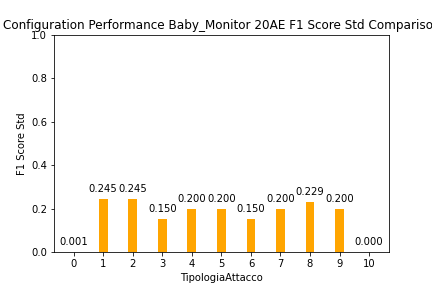 Configuration Performance Baby_Monitor 20AE F1 Score Std Compariso
1.0
0.8
0.6
0.4
0.2
0.0
F1 Score Std
0.001 0.245 0.245 0.150 0.200 0.200 0.150 0.200 0.229 0.200 0.000
0 1 2 3 4 5 6 7 8 9 10
TipologiaAttacco